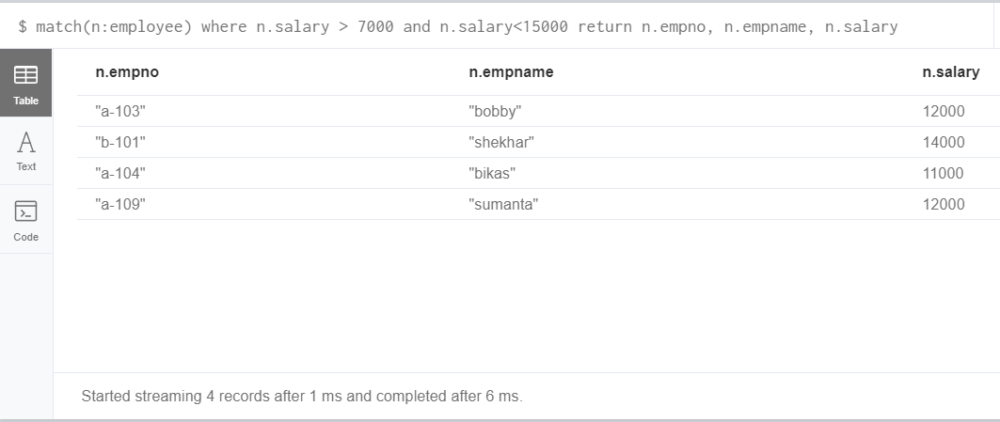 $ match(n:employee) where n.salary > 7000 and n.salary<15000 return n.empno, n.empname, n.salary
n.empno n.empname n.salary
Table
"a-103" "bobby" 12000
"b-101" "shekhar" 14000
Text
"a-104" "bikas" 11000
"a-109" "sumanta" 12000
Code
Started streaming 4 records after 1 ms and completed after 6 ms.